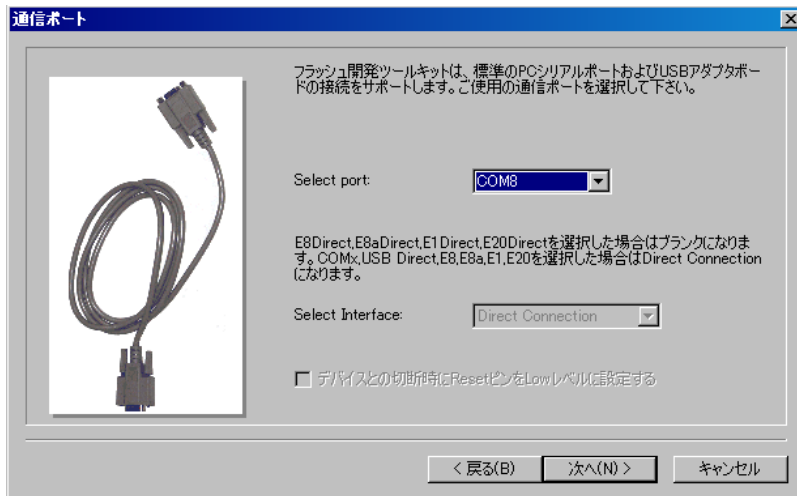 通信ポート
フラッシュ開発ツールキットは、標準のPCシリアルポートおよびUSBアダプタボー
ドの接続をサポートします。ご使用の通信ポートを選択して下さい。
Select port:
COM8
E8Direct,E8aDirect,E1Direct,E20Directを選択した場合はブランクになりま
す。COMx,USB Direct,E8,E8a,E1,E20を選択した場合はDirect Connection
になります。
Select Interface:
Direct Connection
デバイスとの切断時にResetピンをLowレベルに設定する
< 戻る(B)
次へ(N) >
キャンセル